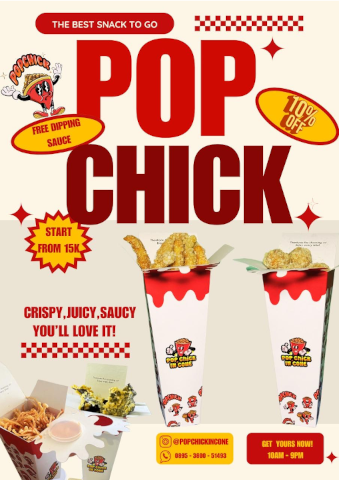 THE BEST SNACK TO GO
POPCHICK
POP
10%
OFF
FREE DIPPING
SAUCE
CHICK
START
FROM 15K
CRISPY,JUICY,SAUCY
YOU'LL LOVE IT!
POP CHICK
IN CONE
POP CHICK
IN CONE
@POPCHICKINCONE
0895 - 3698 - 51493
GET YOURS NOW!
10AM - 9PM